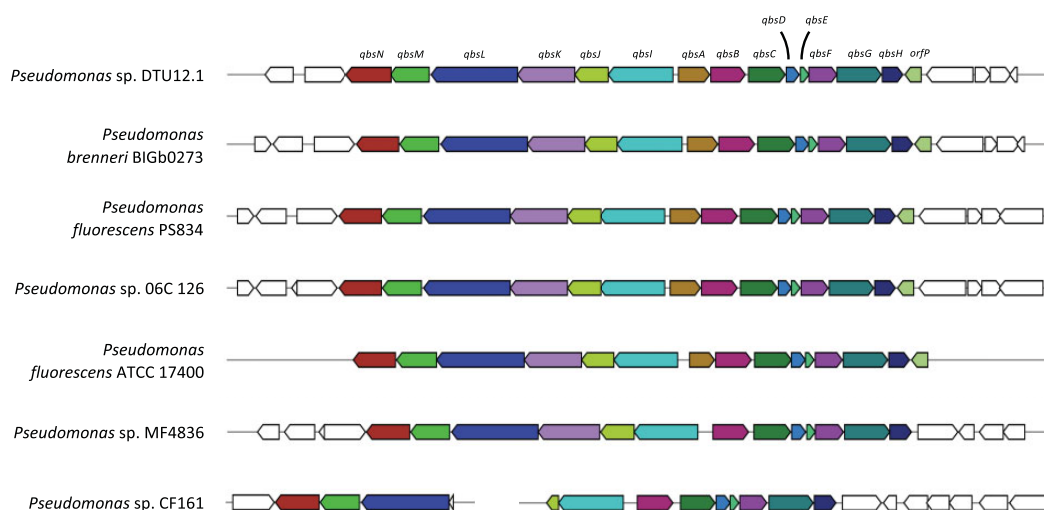 qbsD qbsE
qbsN qbsM qbsL qbsK qbsJ qbsI qbsA qbsB qbsC qbsF qbsG qbsH orfP
Pseudomonas sp. DTU12.1
Pseudomonas
brenneri BIGb0273
Pseudomonas
fluorescens PS834
Pseudomonas sp. 06C 126
Pseudomonas
fluorescens ATCC 17400
Pseudomonas sp. MF4836
Pseudomonas sp. CF161